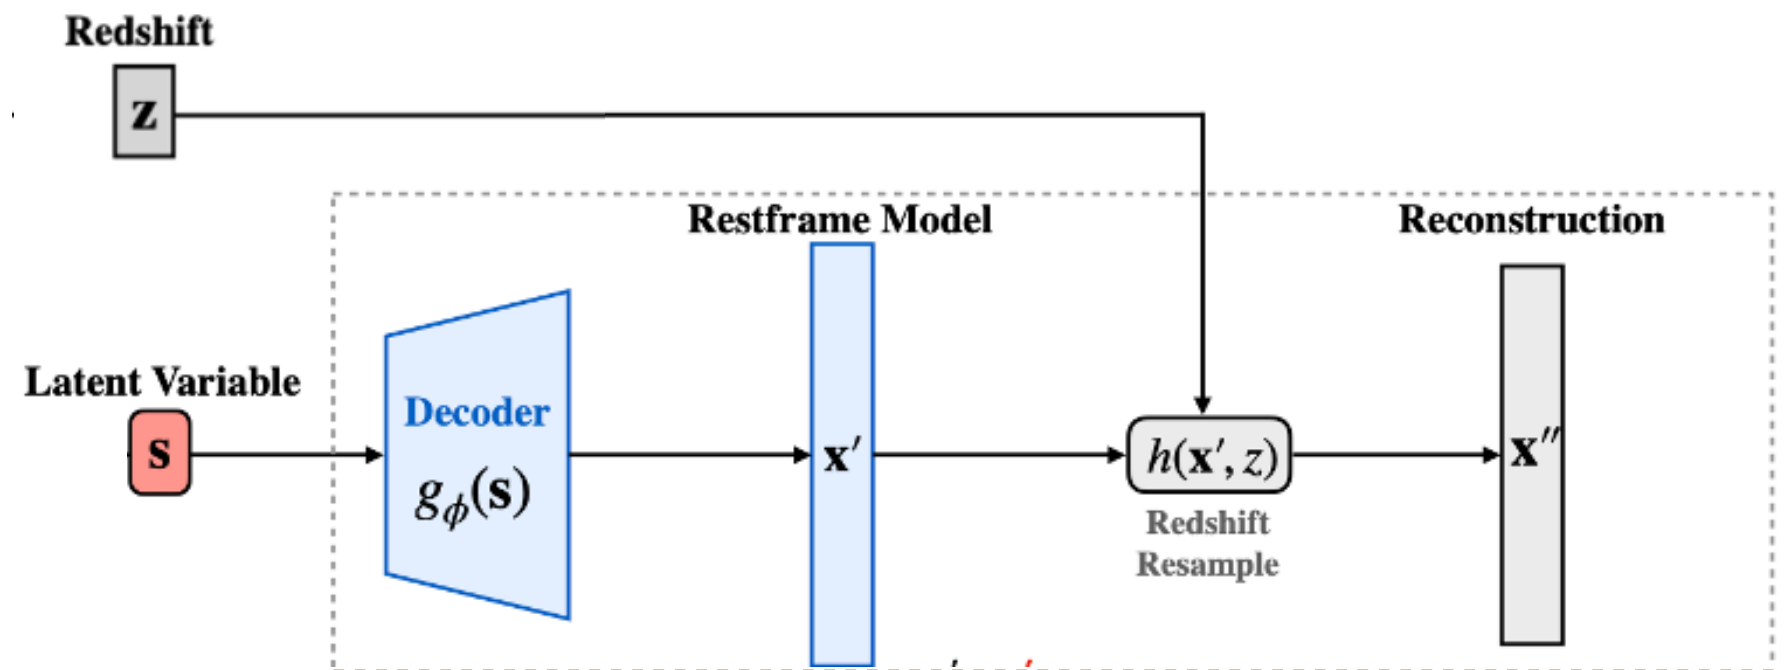 Redshift
z
Restframe Model
Reconstruction
Latent Variable
s
Decoder
g_ϕ(s)
x′
h(x′, z)
x″
Redshift
Resample